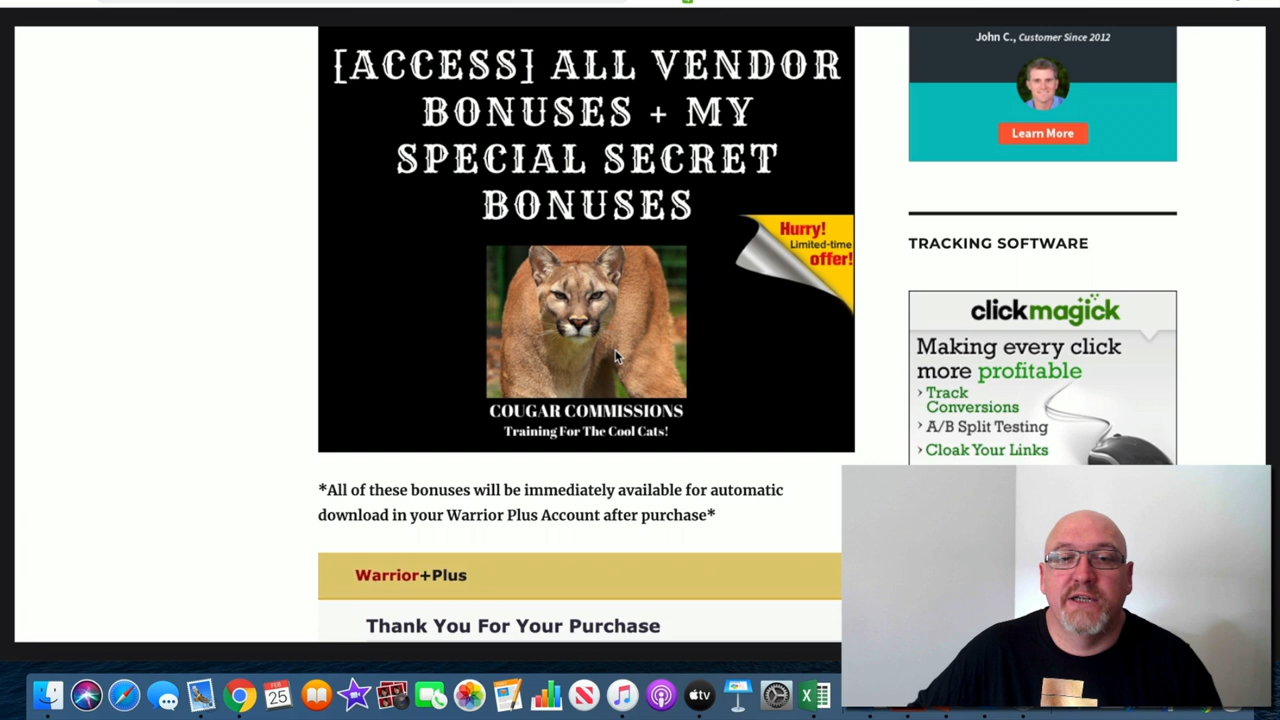 [ACCESS] ALL VENDOR
BONUSES + MY
SPECIAL SECRET
BONUSES
Hurry!
Limited-time
offer!
COUGAR COMMISSIONS
Training For The Cool Cats!
*All of these bonuses will be immediately available for automatic
download in your Warrior Plus Account after purchase*
Warrior+Plus
Thank You For Your Purchase
John C., Customer Since 2012
Learn More
TRACKING SOFTWARE
clickmagick
Making every click
more profitable
› Track
Conversions
› A/B Split Testing
› Cloak Your Links
FEB
25
tv